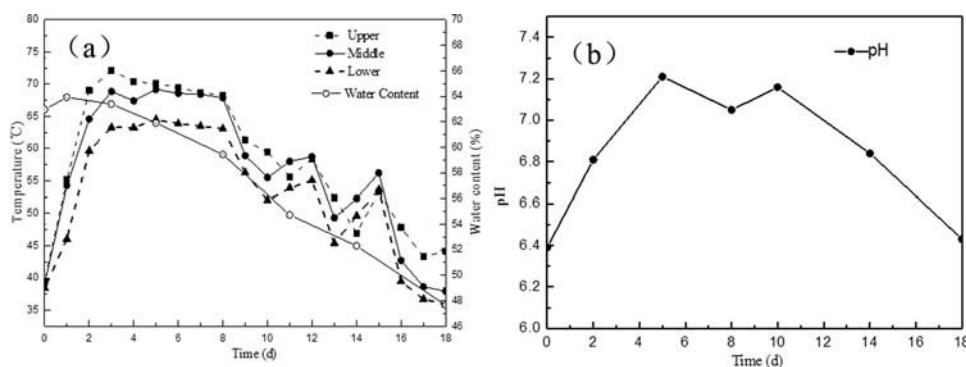 (a)
Upper
Middle
Lower
Water Content
80
75
70
65
60
55
50
45
40
35
Temperature (℃)
70
68
66
64
62
60
58
56
54
52
50
48
46
Water content (%)
0 2 4 6 8 10 12 14 16 18
Time (d)
(b)
pH
7.4
7.2
7.0
6.8
6.6
6.4
6.2
6.0
pH
0 2 4 6 8 10 12 14 16 18
Time (d)